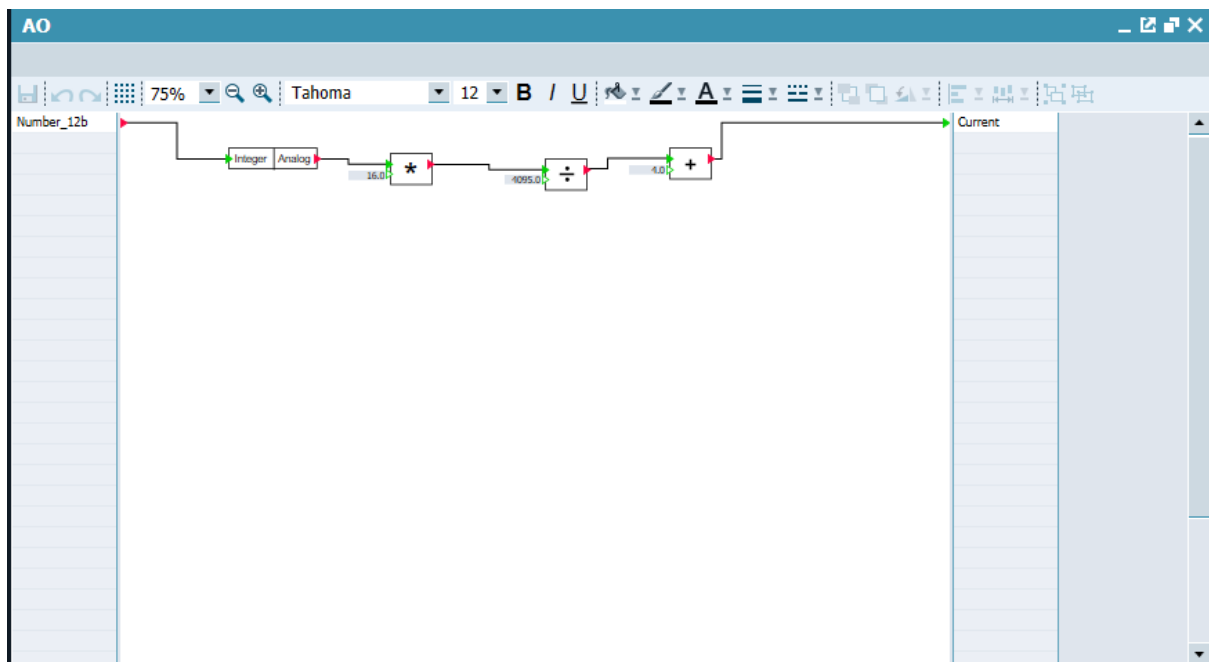 AO
75% Tahoma 12 B I U A
Number_12b Current
Integer Analog
16.0 *
4095.0 ÷
4.0 +